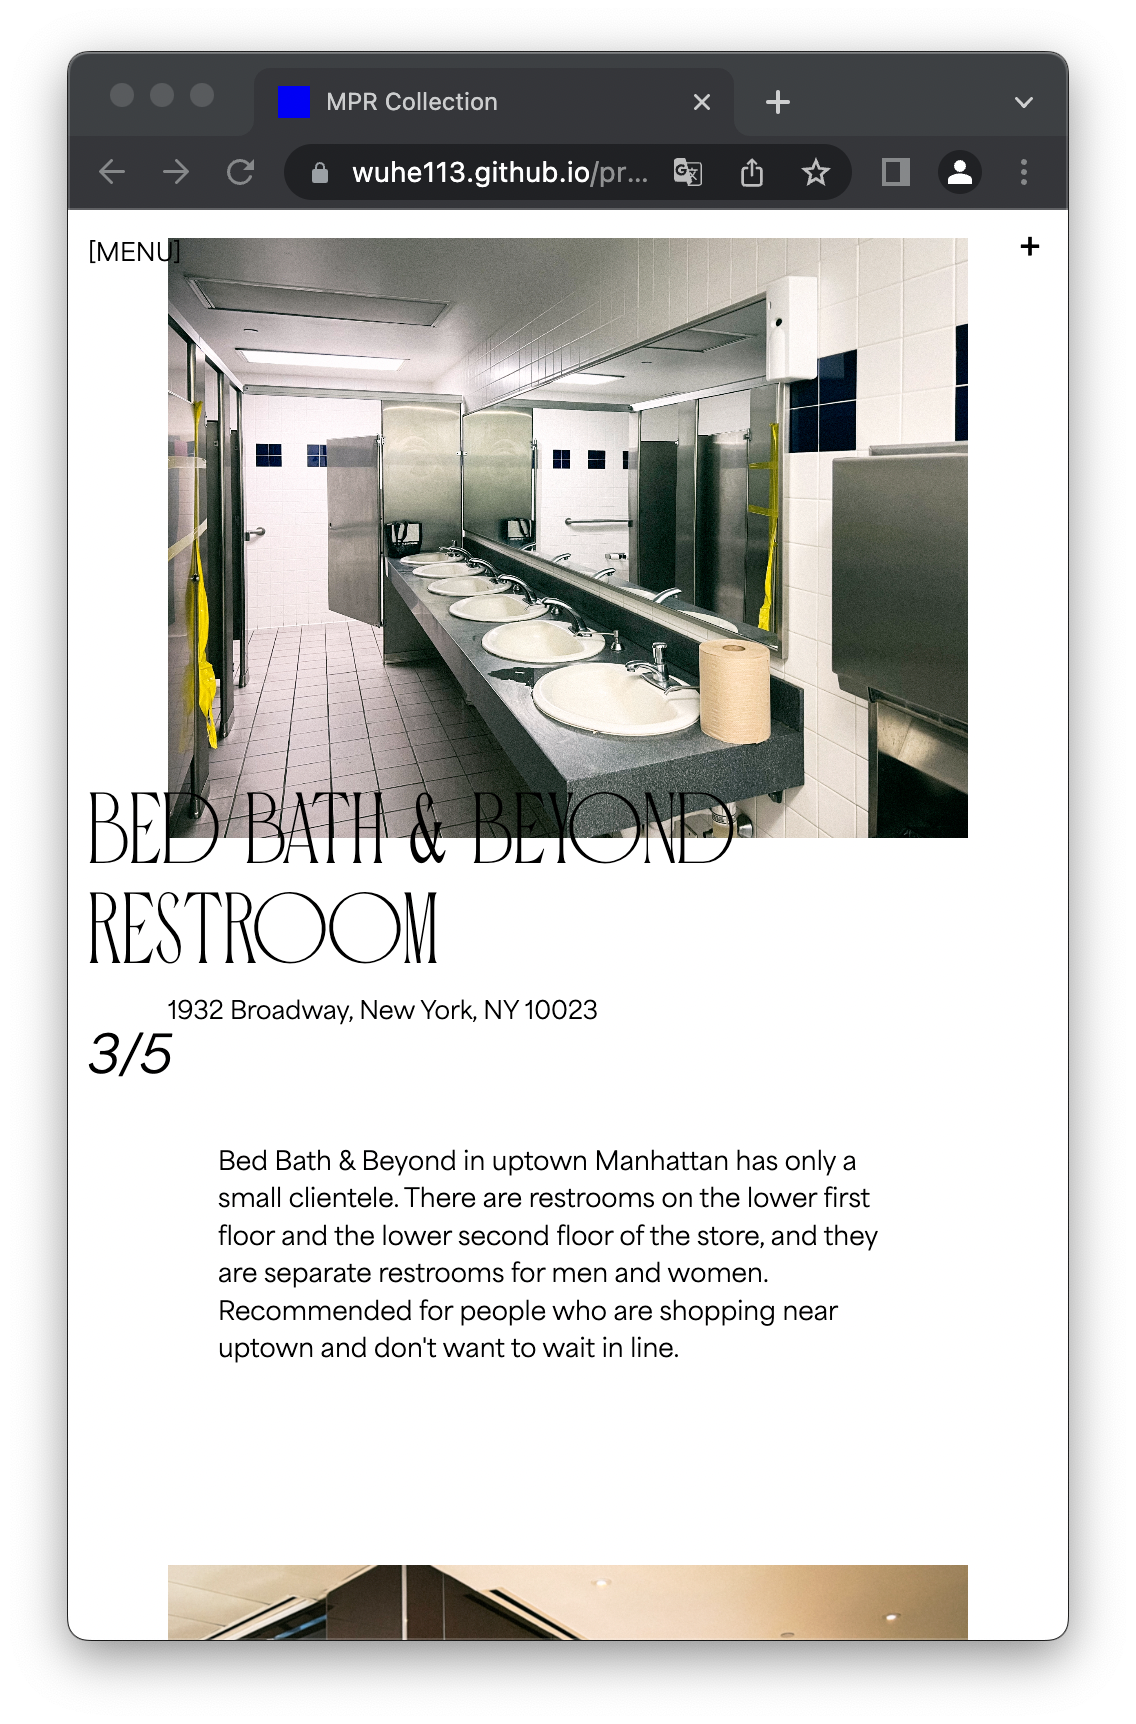 MPR Collection
wuhe113.github.io/pr...
[MENU]
+
BED BATH & BEYOND
RESTROOM
1932 Broadway, New York, NY 10023
3/5
Bed Bath & Beyond in uptown Manhattan has only a
small clientele. There are restrooms on the lower first
floor and the lower second floor of the store, and they
are separate restrooms for men and women.
Recommended for people who are shopping near
uptown and don't want to wait in line.